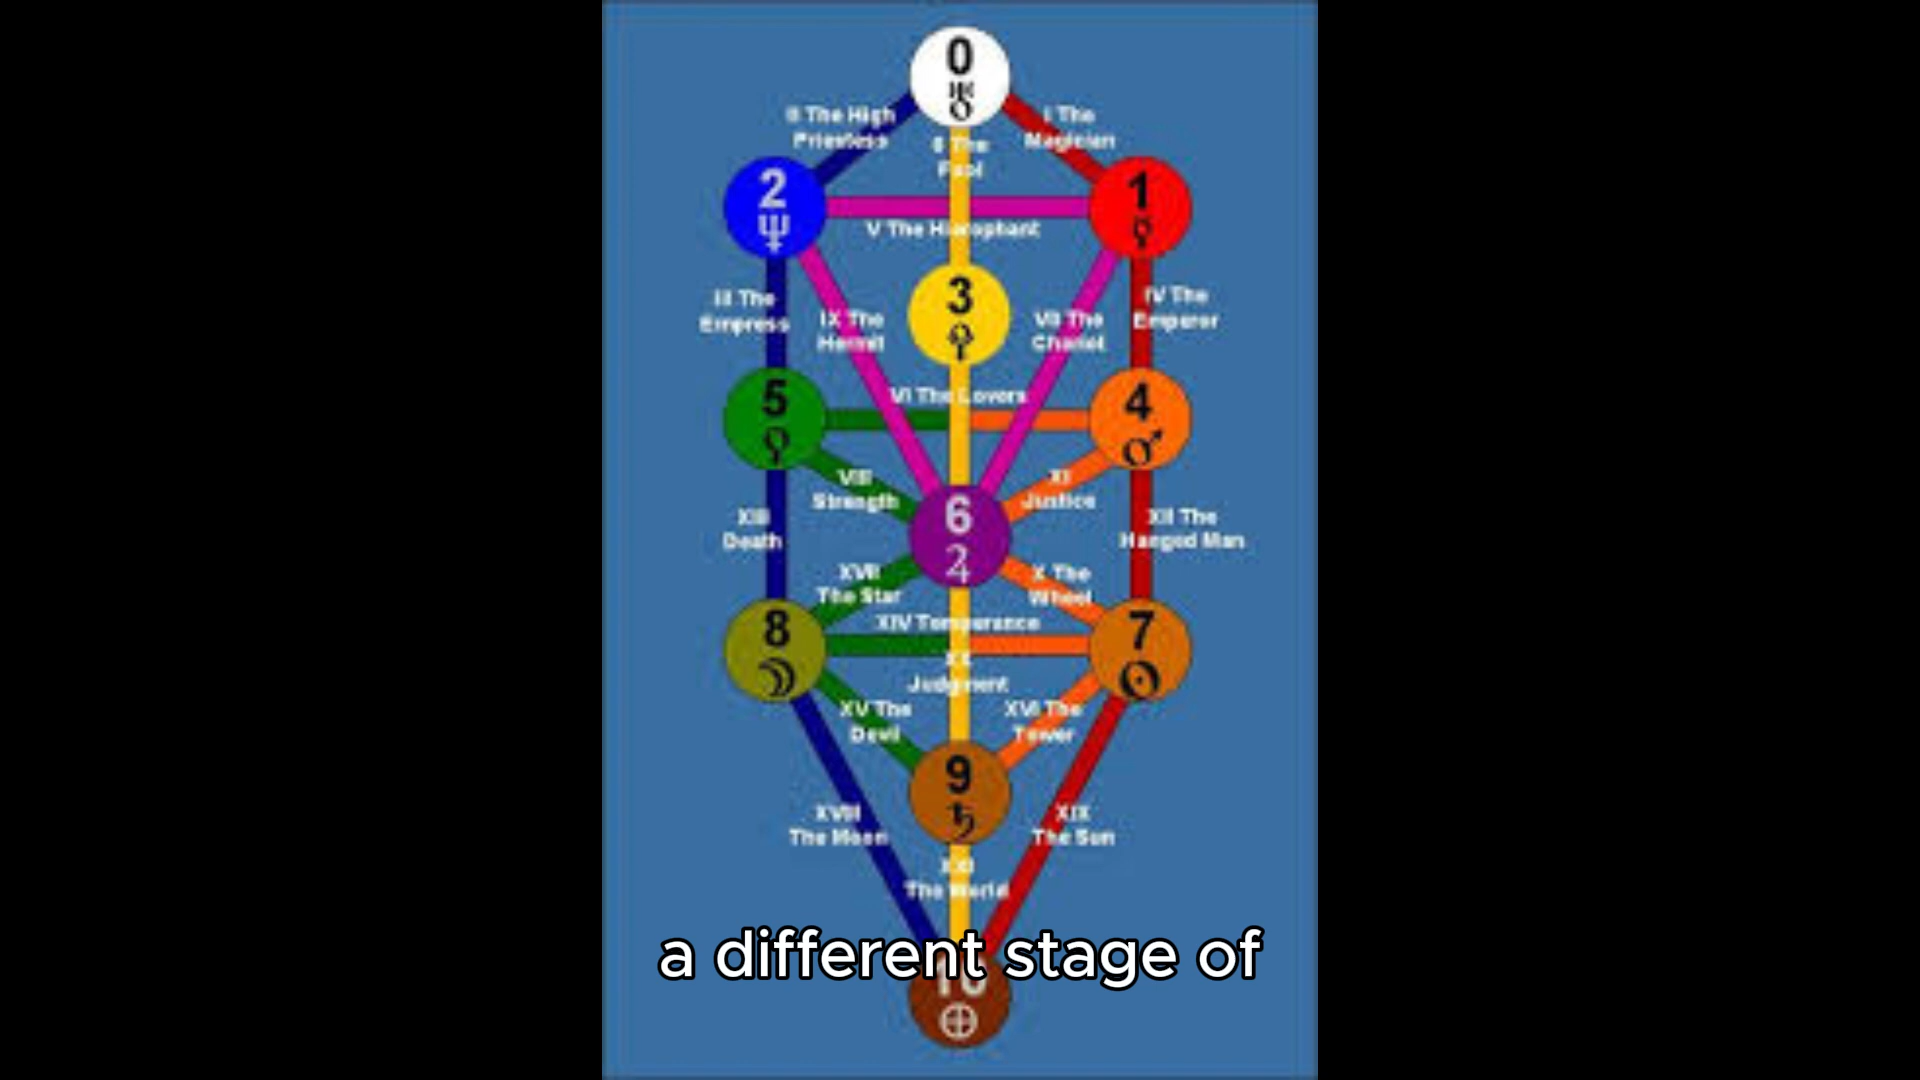 0
II The High
Priestess
I The
Magician
0 The
Fool
2
1
V The Hierophant
3
III The
Empress
IX The
Hermit
VII The
Chariot
IV The
Emperor
5
VI The Lovers
4
VIII
Strength
XI
Justice
6
XIII
Death
XII The
Hanged Man
XVII
The Star
X The
Wheel
XIV Temperance
8
7
XX
Judgment
XV The
Devil
XVI The
Tower
9
XVIII
The Moon
XIX
The Sun
XXI
The World
a different stage of
10